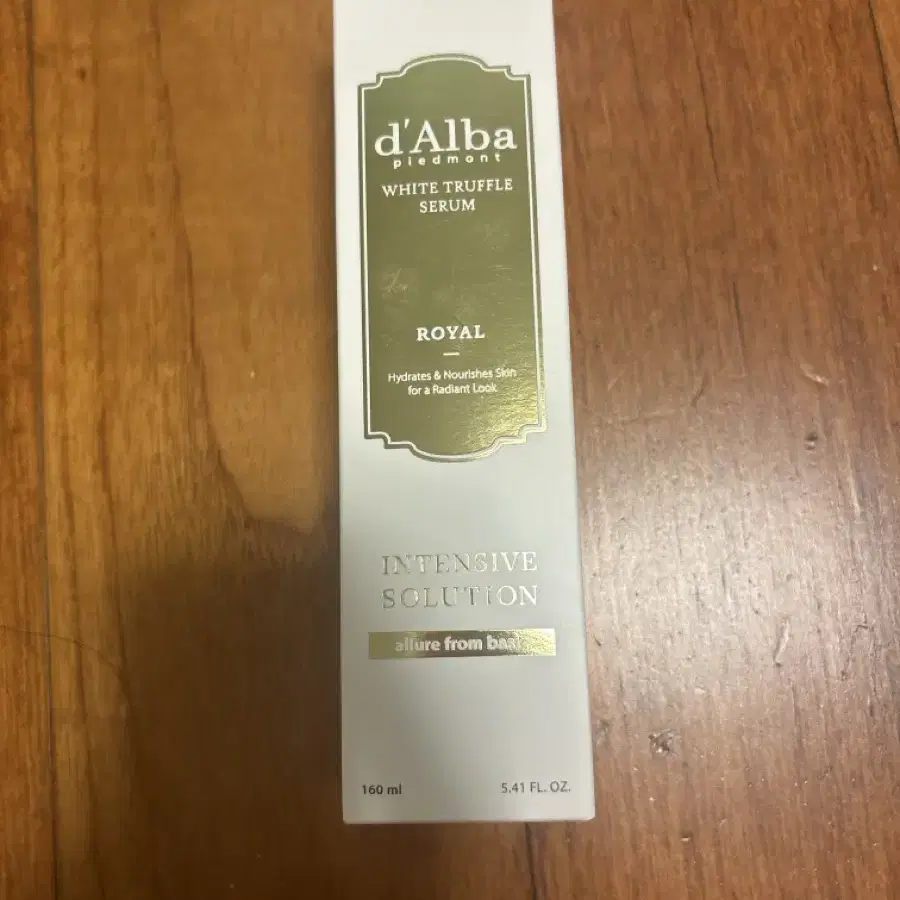 d'Alba
piedmont
WHITE TRUFFLE
SERUM
ROYAL
Hydrates & Nourishes Skin
for a Radiant Look
INTENSIVE
SOLUTION
allure from
160 ml
5.41 FL. OZ.